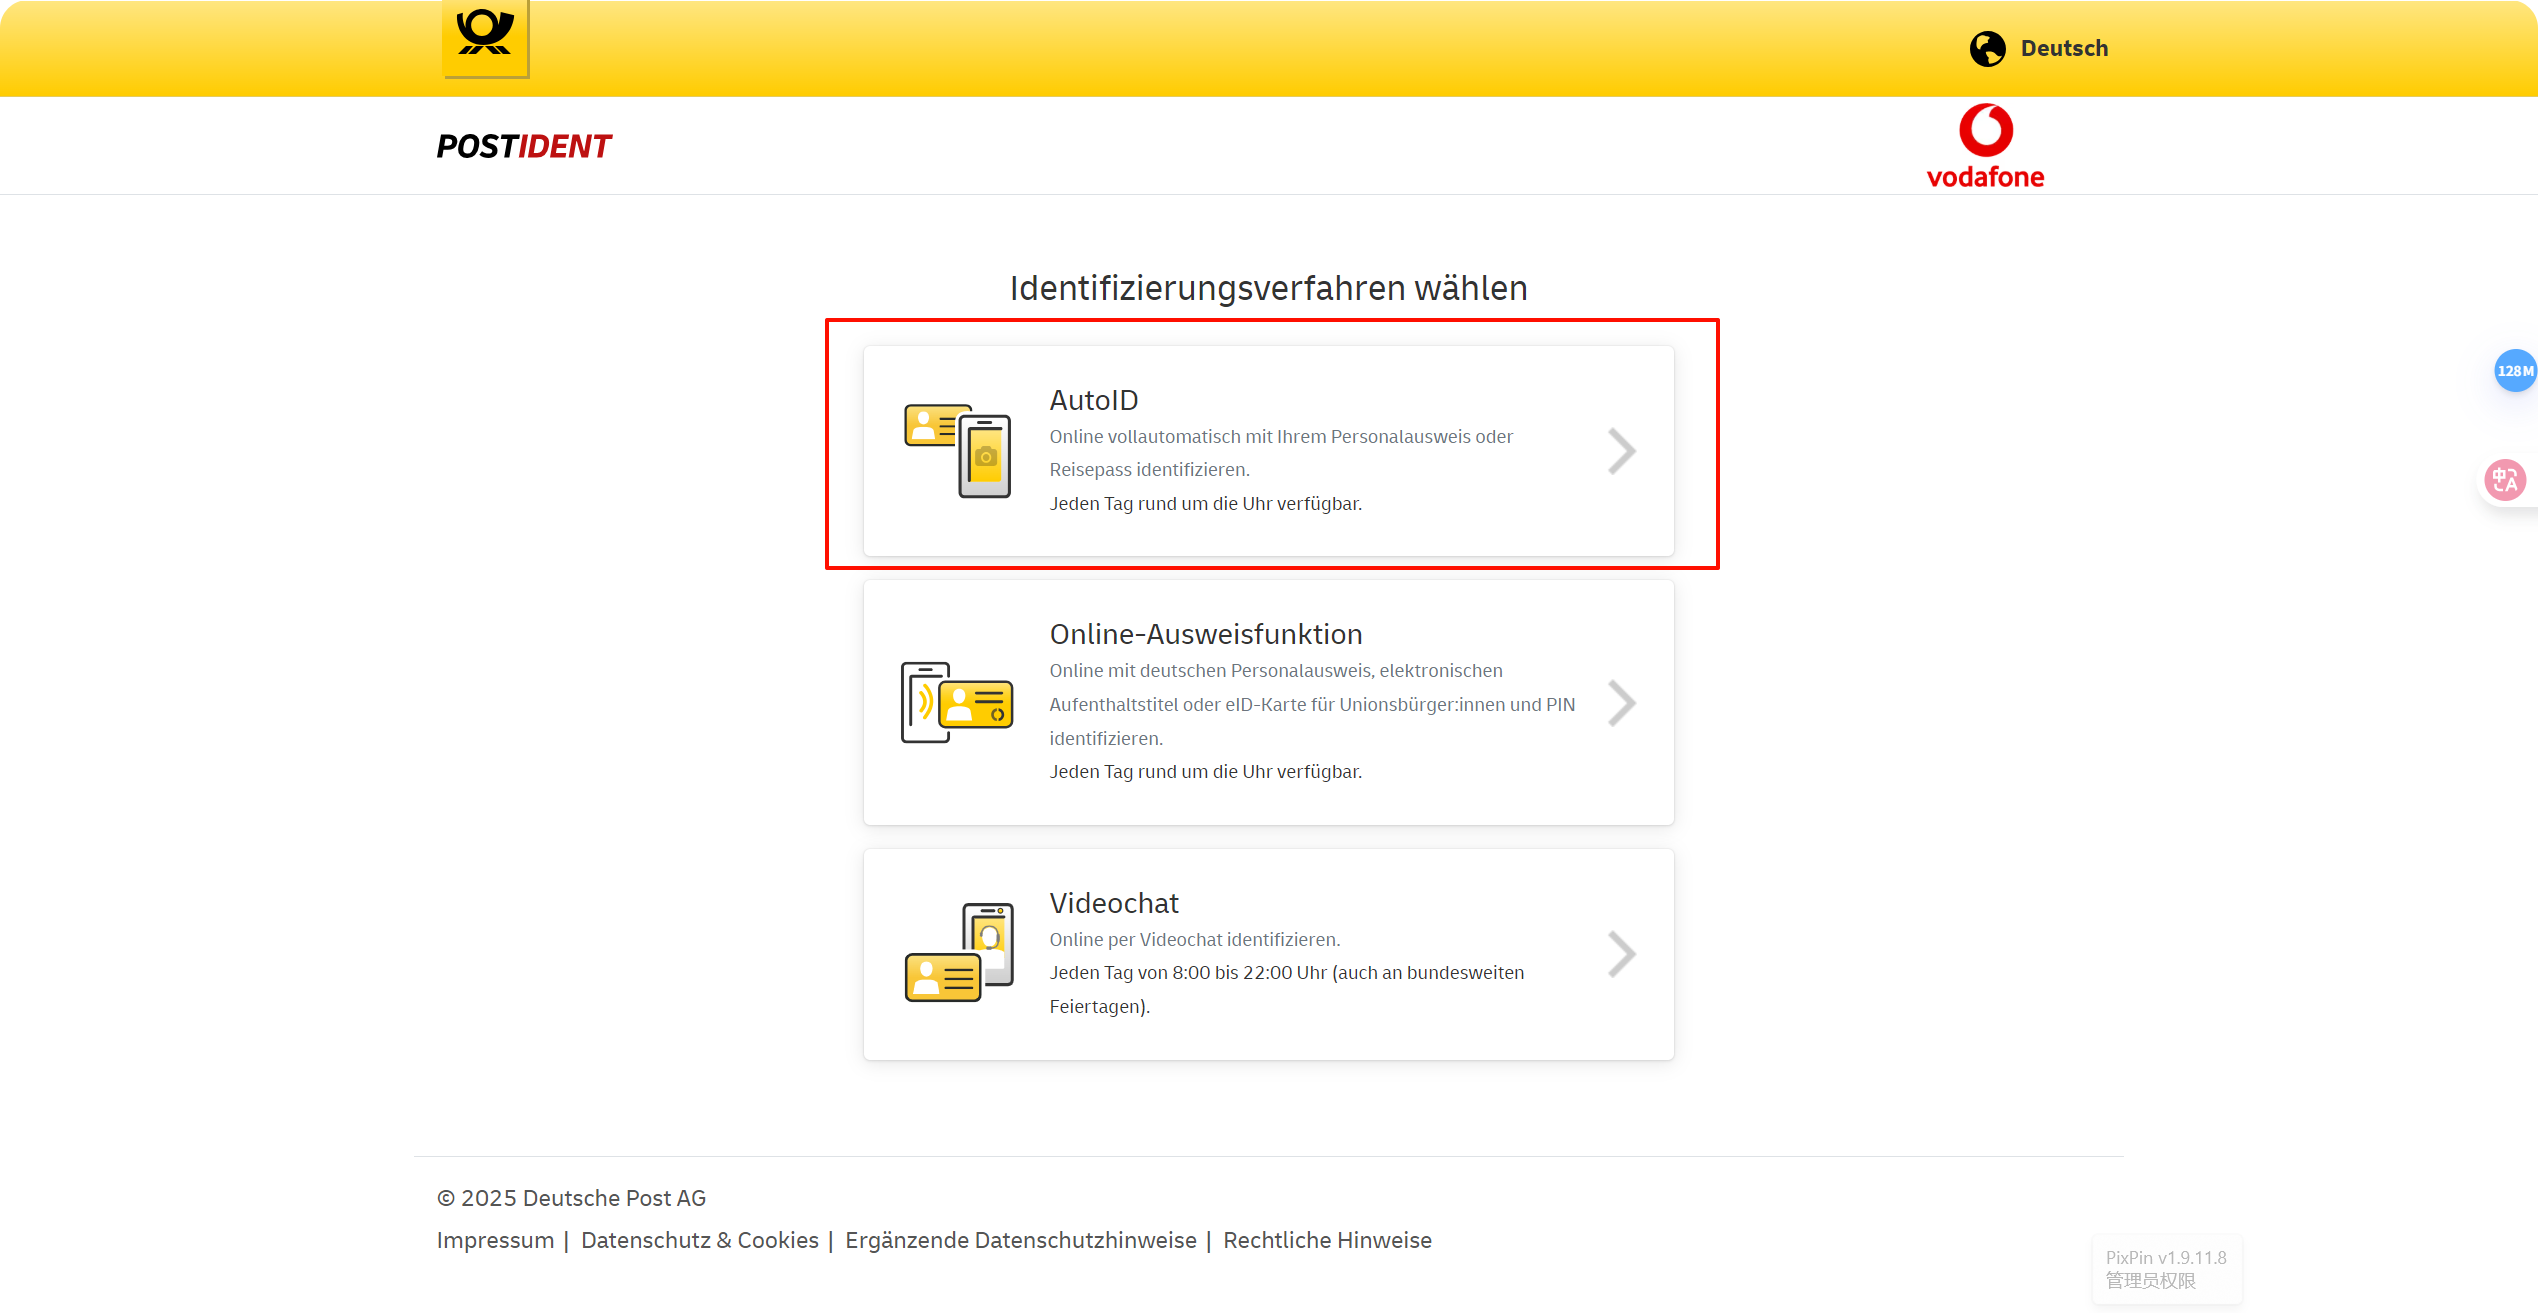 Deutsch
POSTIDENT
vodafone
Identifizierungsverfahren wählen
AutoID
Online vollautomatisch mit Ihrem Personalausweis oder
Reisepass identifizieren.
Jeden Tag rund um die Uhr verfügbar.
128M
中A
Online-Ausweisfunktion
Online mit deutschen Personalausweis, elektronischen
Aufenthaltstitel oder eID-Karte für Unionsbürger:innen und PIN
identifizieren.
Jeden Tag rund um die Uhr verfügbar.
Videochat
Online per Videochat identifizieren.
Jeden Tag von 8:00 bis 22:00 Uhr (auch an bundesweiten
Feiertagen).
© 2025 Deutsche Post AG
Impressum | Datenschutz & Cookies | Ergänzende Datenschutzhinweise | Rechtliche Hinweise
PixPin v1.9.11.8
管理员权限